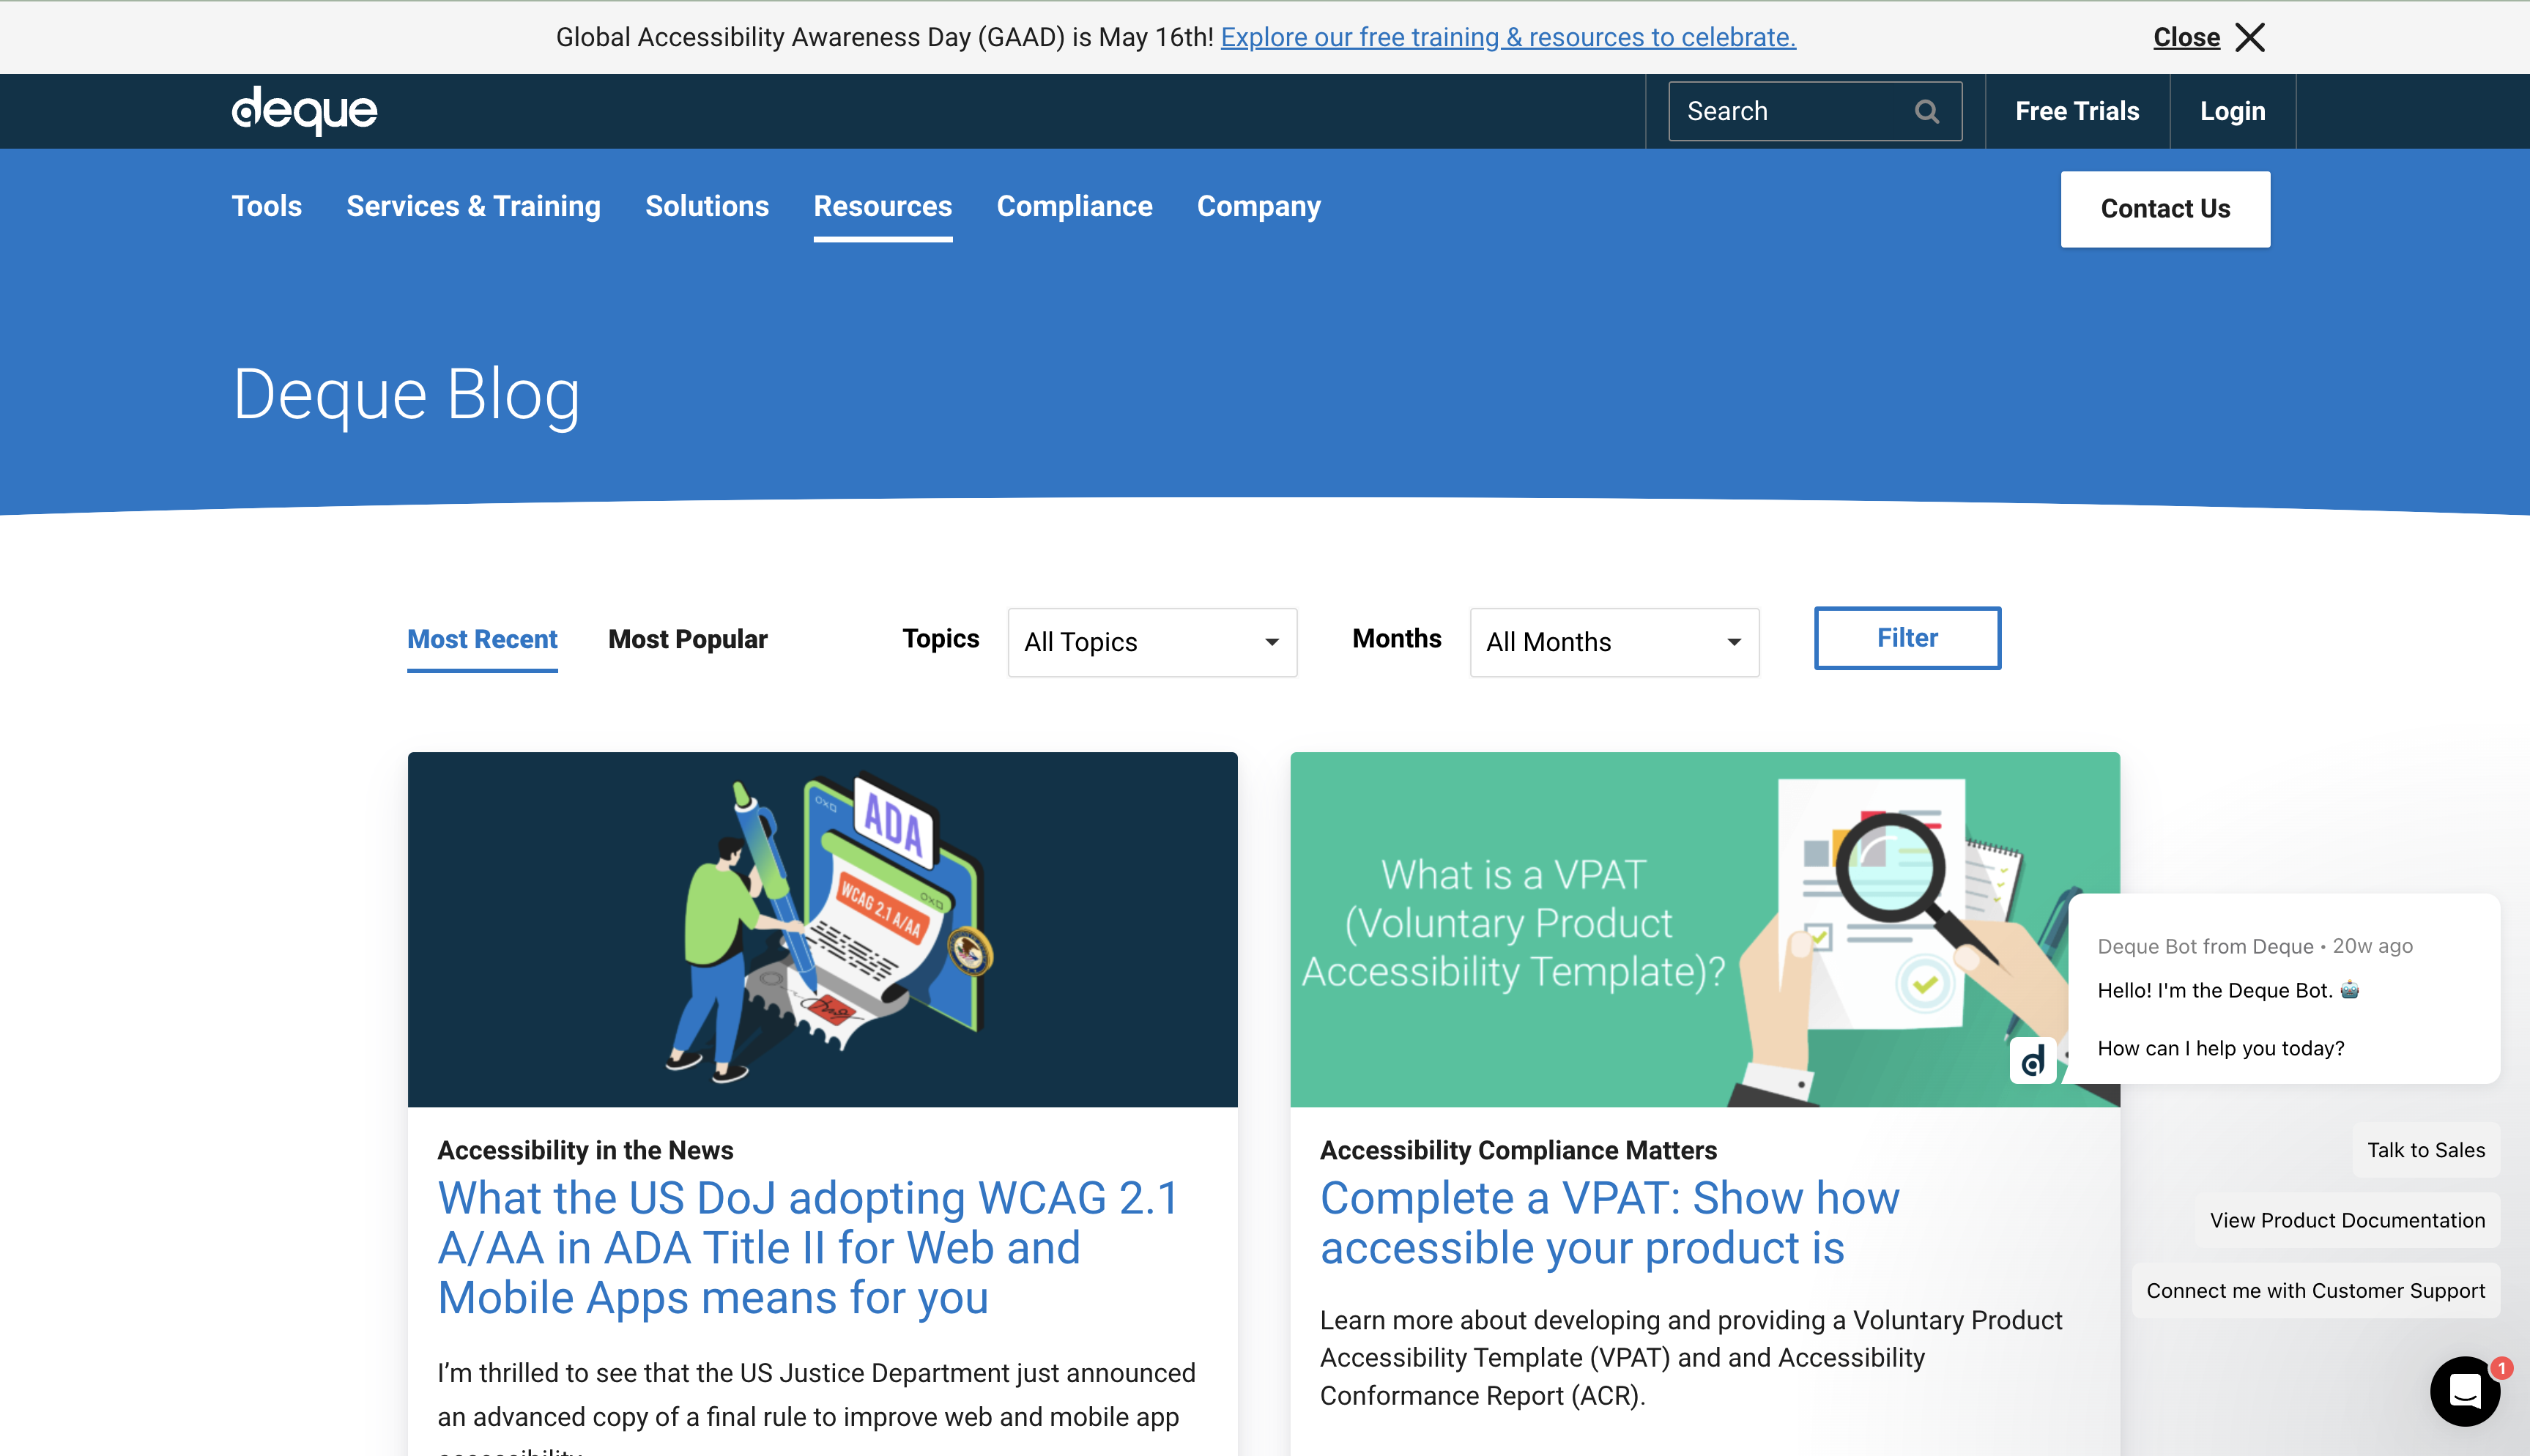 Global Accessibility Awareness Day (GAAD) is May 16th! Explore our free training & resources to celebrate.
Close
deque
Search
Free Trials
Login
Tools
Services & Training
Solutions
Resources
Compliance
Company
Contact Us
Deque Blog
Most Recent
Most Popular
Topics
All Topics
Months
All Months
Filter
ADA
WCAG 2.1 A/AA
Accessibility in the News
What the US DoJ adopting WCAG 2.1
A/AA in ADA Title II for Web and
Mobile Apps means for you
I’m thrilled to see that the US Justice Department just announced
an advanced copy of a final rule to improve web and mobile app
What is a VPAT
(Voluntary Product
Accessibility Template)?
Accessibility Compliance Matters
Complete a VPAT: Show how
accessible your product is
Learn more about developing and providing a Voluntary Product
Accessibility Template (VPAT) and and Accessibility
Conformance Report (ACR).
Deque Bot from Deque • 20w ago
Hello! I'm the Deque Bot. 🤖
How can I help you today?
d
Talk to Sales
View Product Documentation
Connect me with Customer Support
1